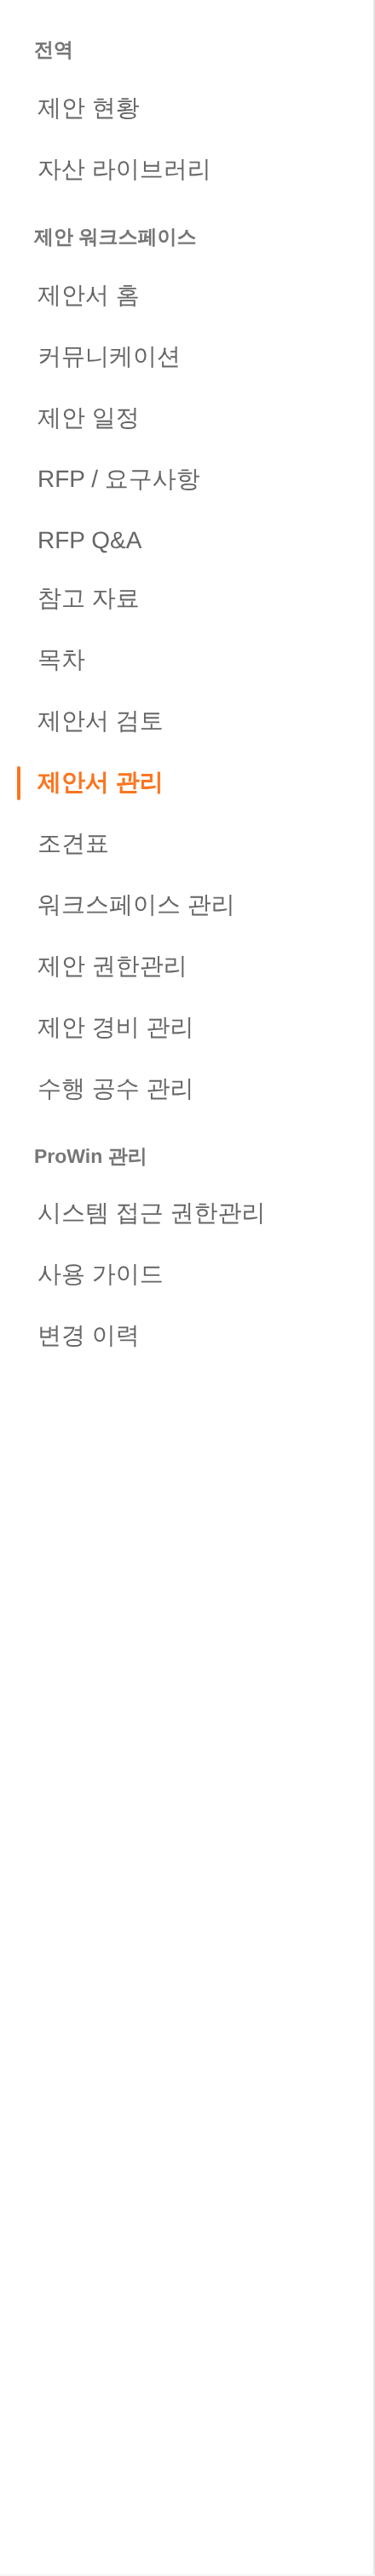 전역
제안 현황
자산 라이브러리
제안 워크스페이스
제안서 홈
커뮤니케이션
제안 일정
RFP / 요구사항
RFP Q&A
참고 자료
목차
제안서 검토
제안서 관리
조견표
워크스페이스 관리
제안 권한관리
제안 경비 관리
수행 공수 관리
ProWin 관리
시스템 접근 권한관리
사용 가이드
변경 이력